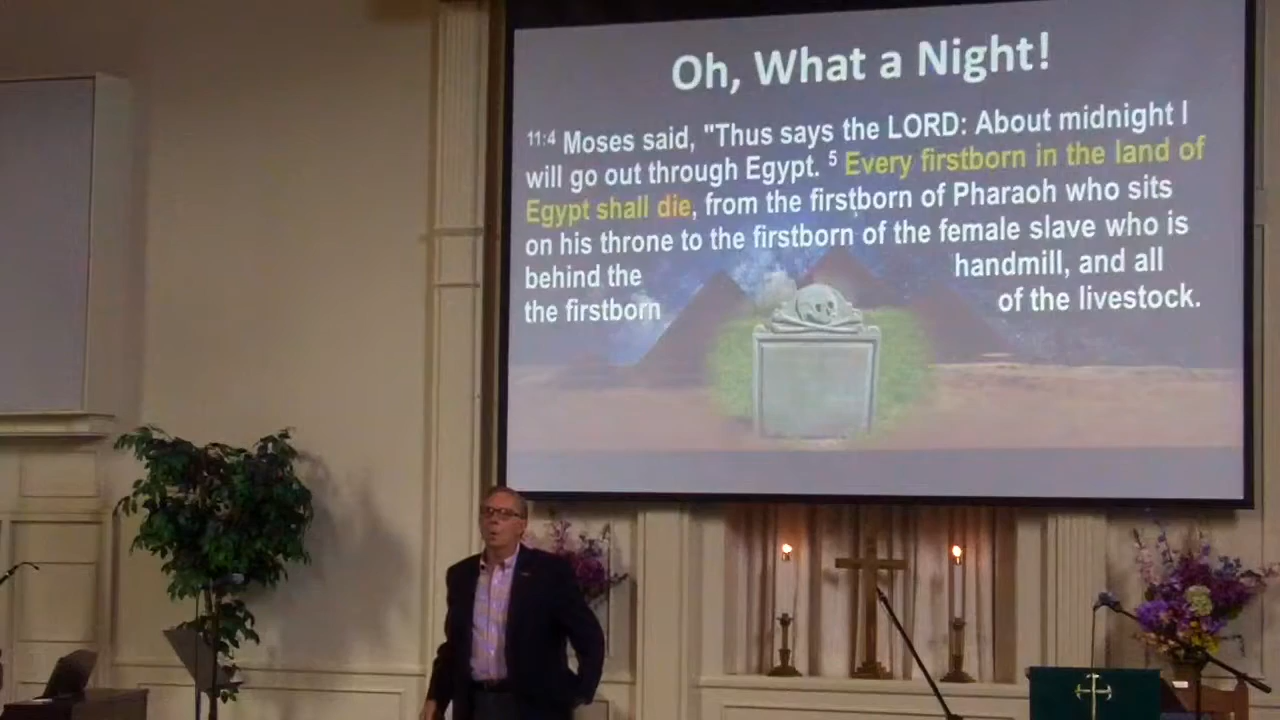 Oh, What a Night!
11:4 Moses said, "Thus says the LORD: About midnight I
will go out through Egypt. 5 Every firstborn in the land of
Egypt shall die, from the firstborn of Pharaoh who sits
on his throne to the firstborn of the female slave who is
behind the handmill, and all
the firstborn of the livestock.